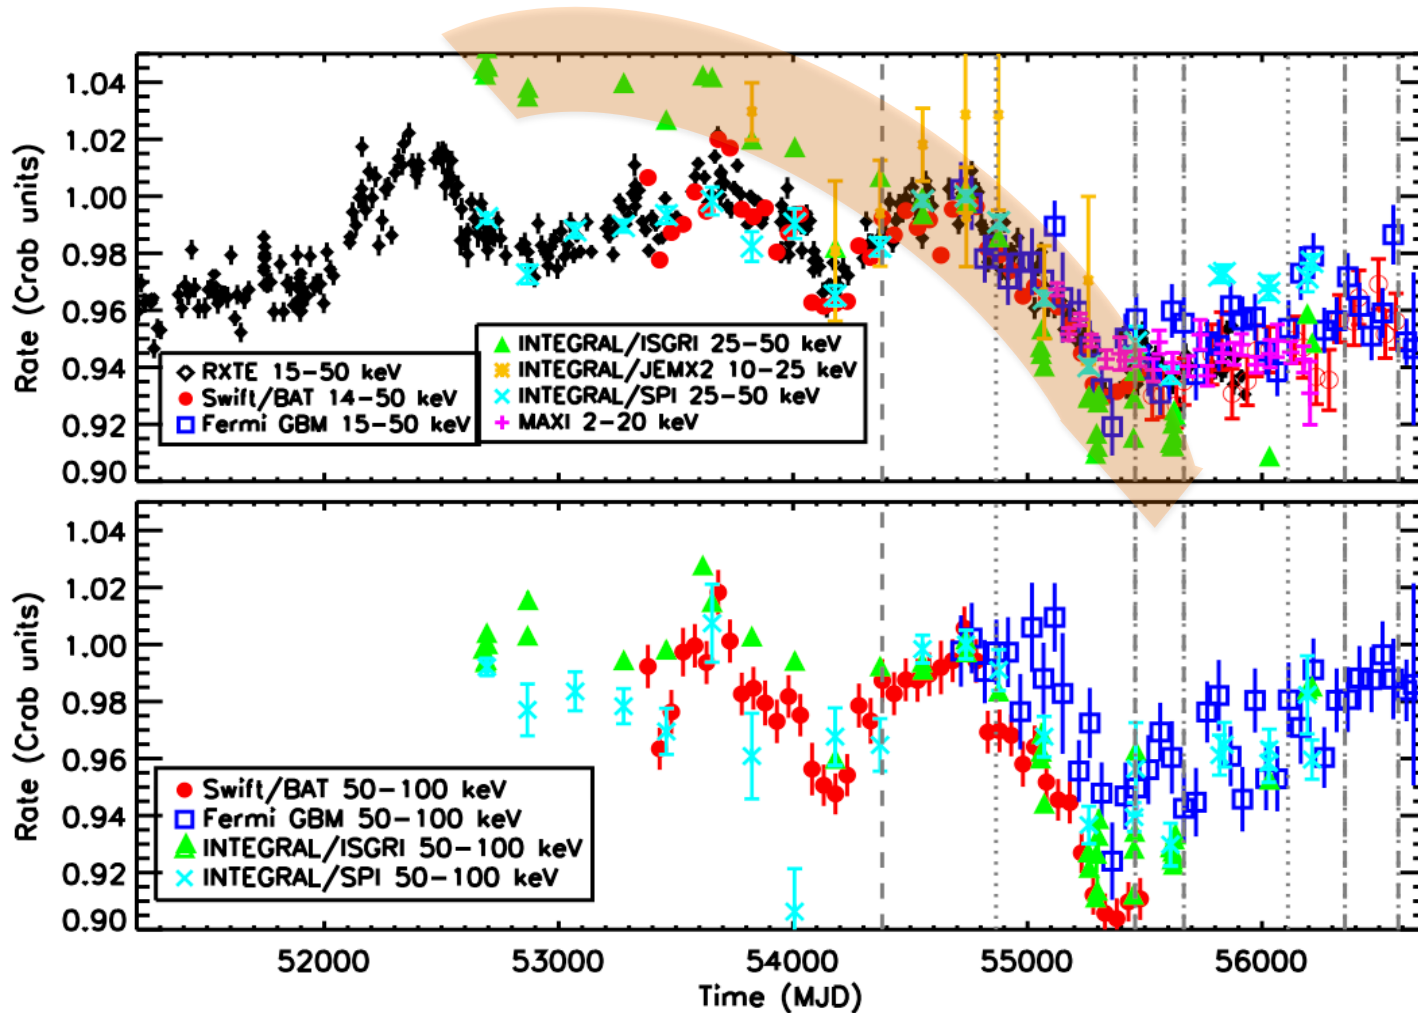 1.04
1.02
1.00
0.98
0.96
0.94
0.92
0.90
Rate (Crab units)
RXTE 15-50 keV
Swift/BAT 14-50 keV
Fermi GBM 15-50 keV
INTEGRAL/ISGRI 25-50 keV
INTEGRAL/JEMX2 10-25 keV
INTEGRAL/SPI 25-50 keV
MAXI 2-20 keV
1.04
1.02
1.00
0.98
0.96
0.94
0.92
0.90
Rate (Crab units)
Swift/BAT 50-100 keV
Fermi GBM 50-100 keV
INTEGRAL/ISGRI 50-100 keV
INTEGRAL/SPI 50-100 keV
52000 53000 54000 55000 56000
Time (MJD)